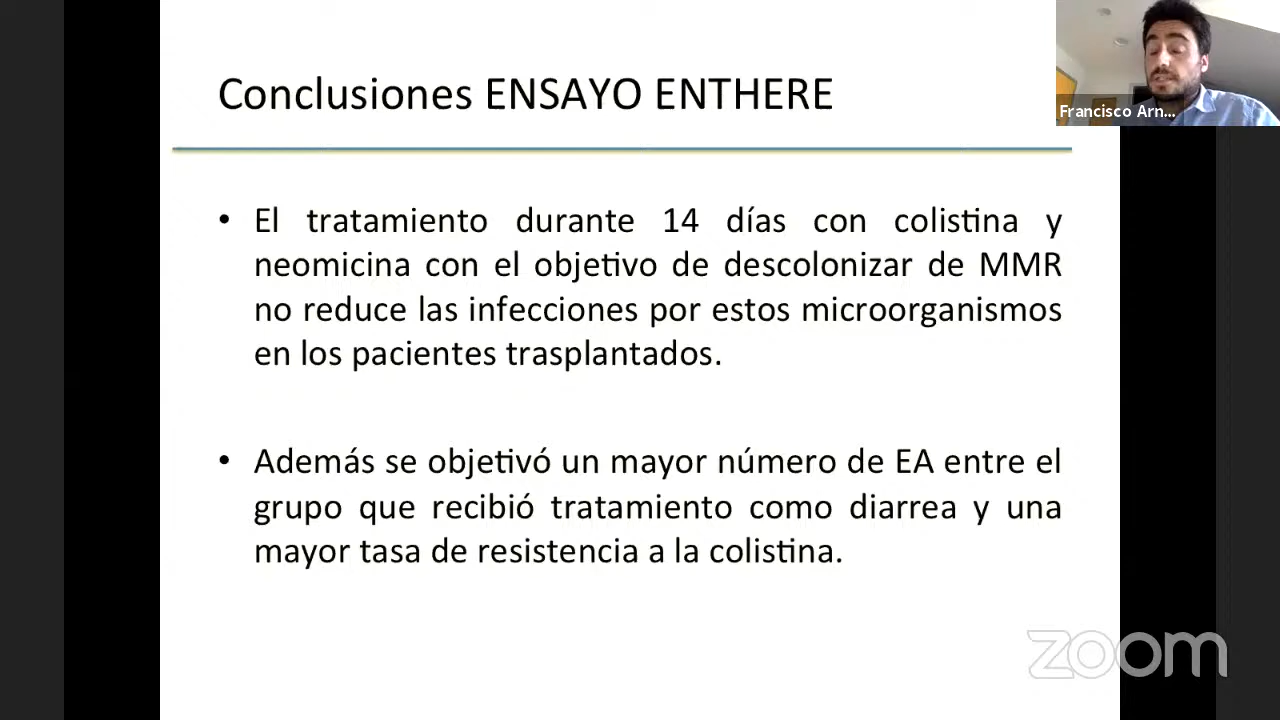 Conclusiones ENSAYO ENTHERE
Francisco Arn...
• El tratamiento durante 14 días con colistina y
neomicina con el objetivo de descolonizar de MMR
no reduce las infecciones por estos microorganismos
en los pacientes trasplantados.
• Además se objetivó un mayor número de EA entre el
grupo que recibió tratamiento como diarrea y una
mayor tasa de resistencia a la colistina.
zoom